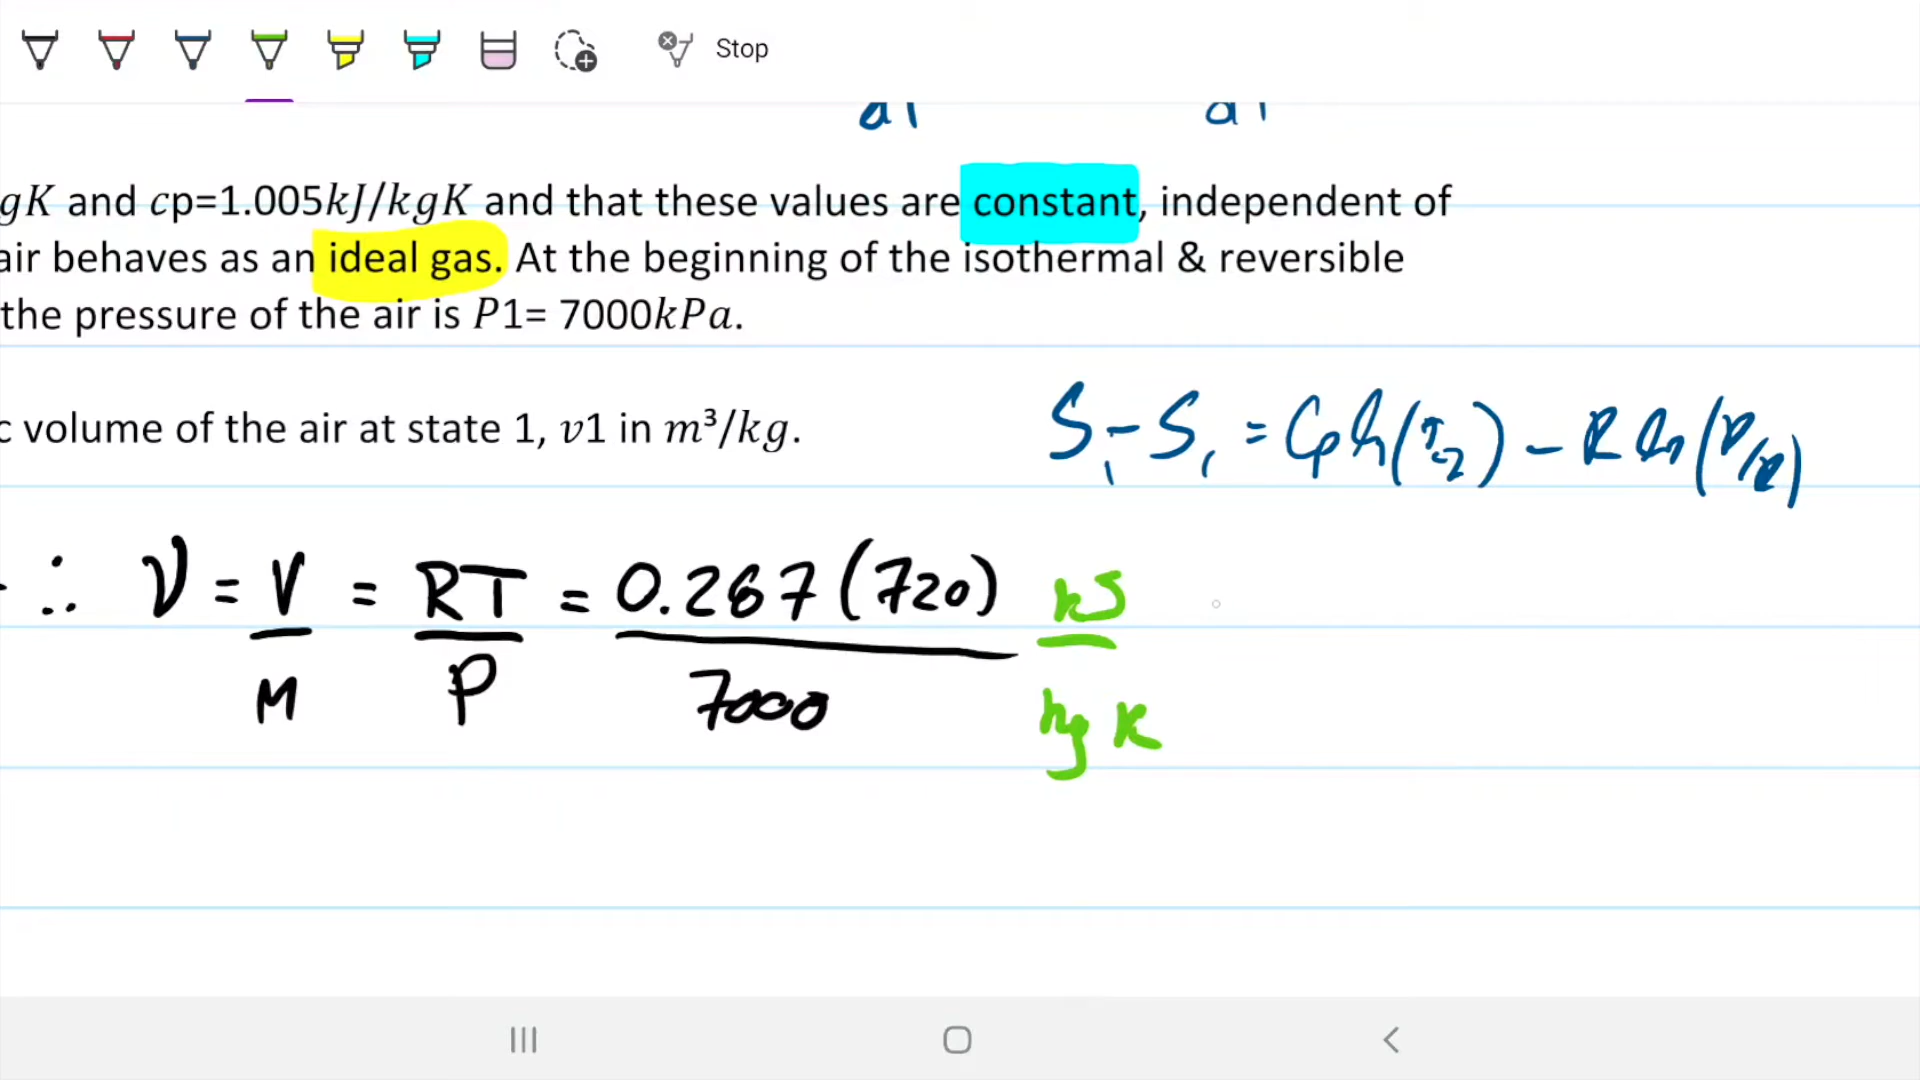 Stop
gK and cp=1.005kJ/kgK and that these values are constant, independent of
air behaves as an ideal gas. At the beginning of the isothermal & reversible
the pressure of the air is P1= 7000kPa.
c volume of the air at state 1, v1 in m³/kg.
S₁ - S₁ = Cp ln( ) - R ln( )
∴ ν = V/M = RT/P = 0.267(720)/7000 kJ/kg K